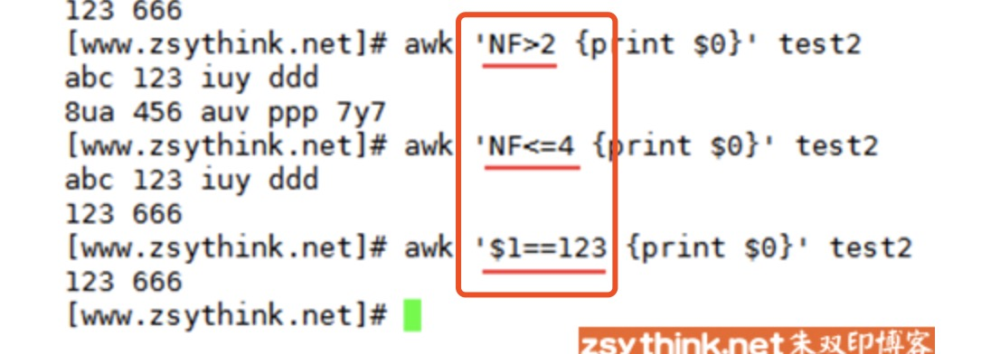 123 666
[www.zsythink.net]# awk 'NF>2 {print $0}' test2
abc 123 iuy ddd
8ua 456 auv ppp 7y7
[www.zsythink.net]# awk 'NF<=4 {print $0}' test2
abc 123 iuy ddd
123 666
[www.zsythink.net]# awk '$1==123 {print $0}' test2
123 666
[www.zsythink.net]#
zsythink.net朱双印博客